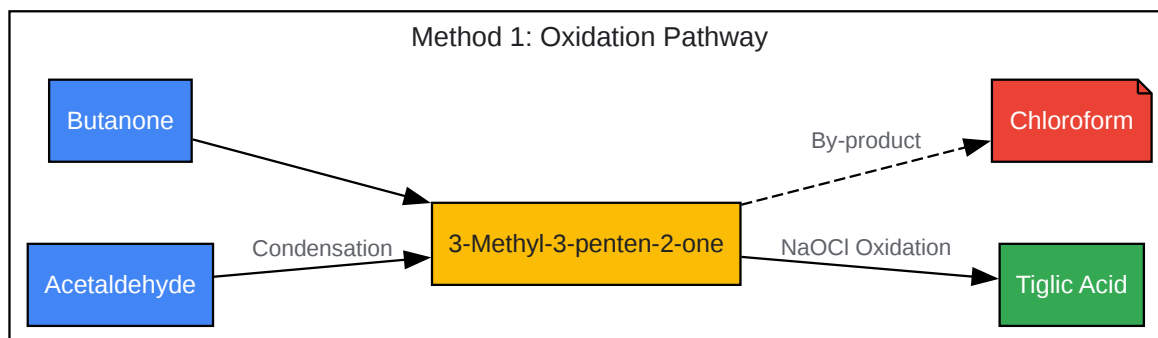 Method 1: Oxidation Pathway
Butanone
Chloroform
By-product
Condensation
3-Methyl-3-penten-2-one
NaOCl Oxidation
Acetaldehyde
Tiglic Acid